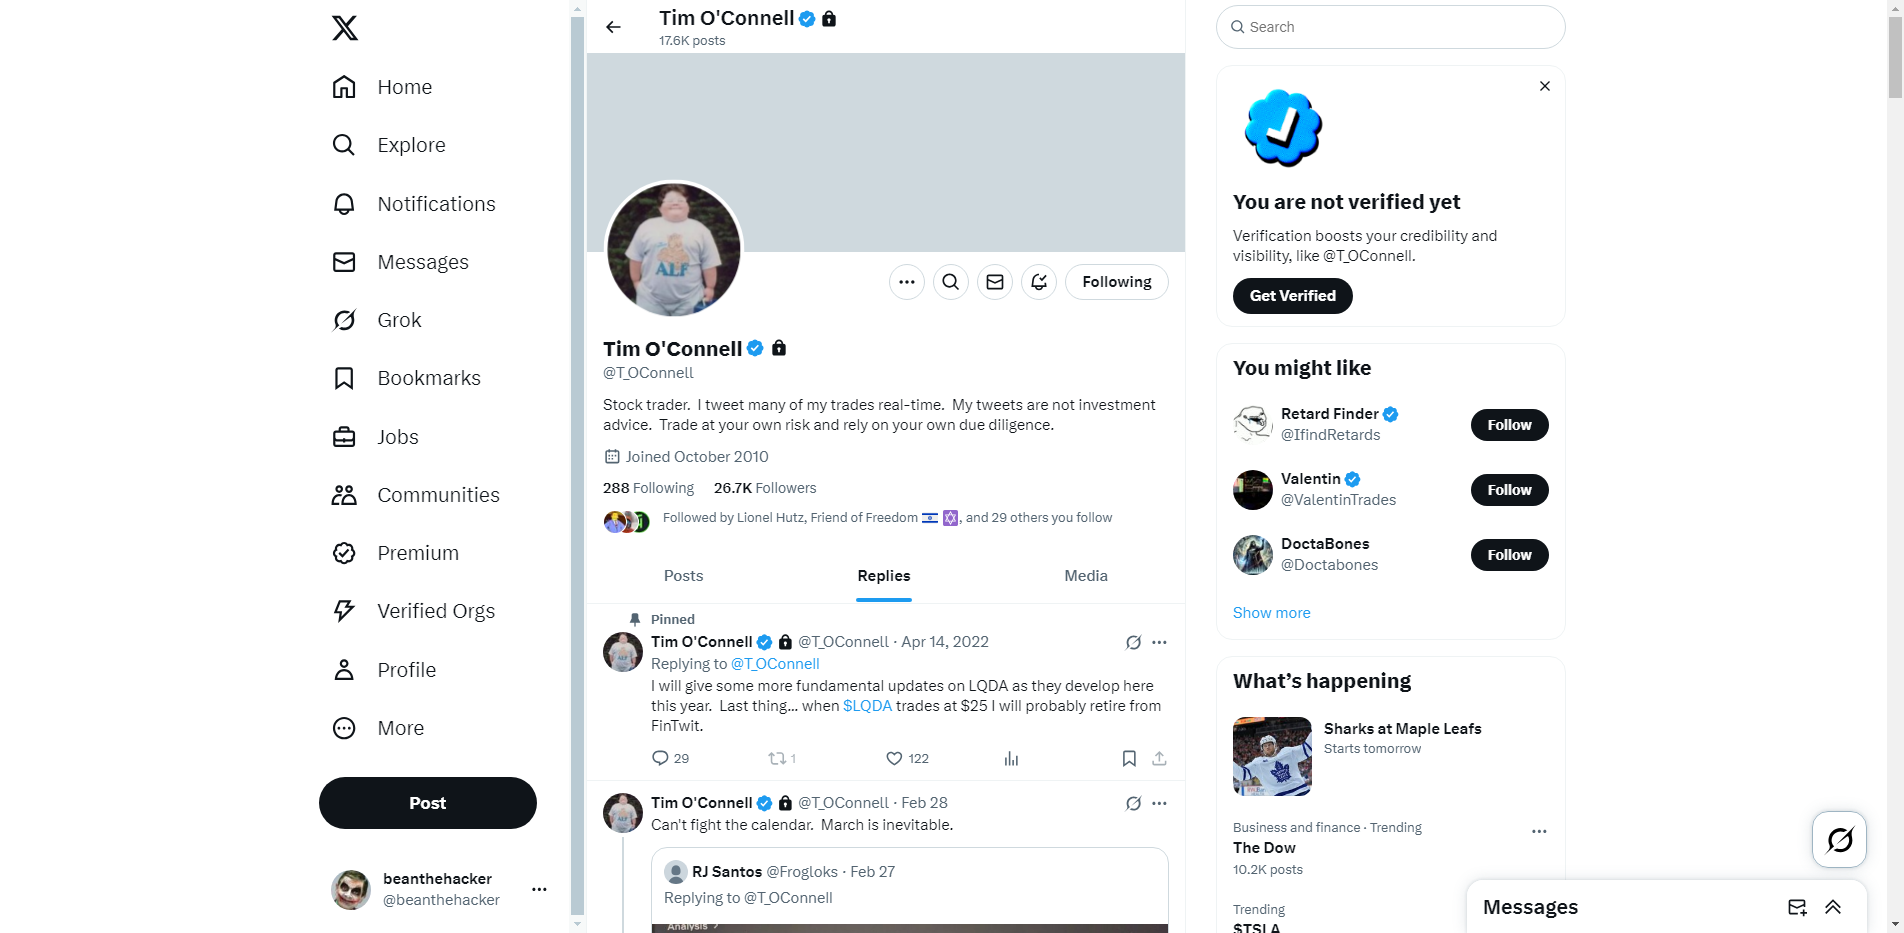 Home
Explore
Notifications
Messages
Grok
Bookmarks
Jobs
Communities
Premium
Verified Orgs
Profile
More
Post
beanthehacker
@beanthehacker
Tim O'Connell
17.6K posts
ALF
Following
Tim O'Connell
@T_OConnell
Stock trader.  I tweet many of my trades real-time.  My tweets are not investment
advice.  Trade at your own risk and rely on your own due diligence.
Joined October 2010
288 Following 26.7K Followers
Followed by Lionel Hutz, Friend of Freedom 🇮🇱 🔯, and 29 others you follow
Posts Replies Media
Pinned
Tim O'Connell @T_OConnell · Apr 14, 2022
Replying to @T_OConnell
I will give some more fundamental updates on LQDA as they develop here
this year.  Last thing... when $LQDA trades at $25 I will probably retire from
FinTwit.
29 1 122
Tim O'Connell @T_OConnell · Feb 28
Can't fight the calendar.  March is inevitable.
RJ Santos @Frogloks · Feb 27
Replying to @T_OConnell
Analysis
Search
You are not verified yet
Verification boosts your credibility and
visibility, like @T_OConnell.
Get Verified
You might like
Retard Finder
@IfindRetards
Follow
Valentin
@ValentinTrades
Follow
DoctaBones
@Doctabones
Follow
Show more
What's happening
Sharks at Maple Leafs
Starts tomorrow
Business and finance · Trending
The Dow
10.2K posts
Trending
$TSLA
Messages